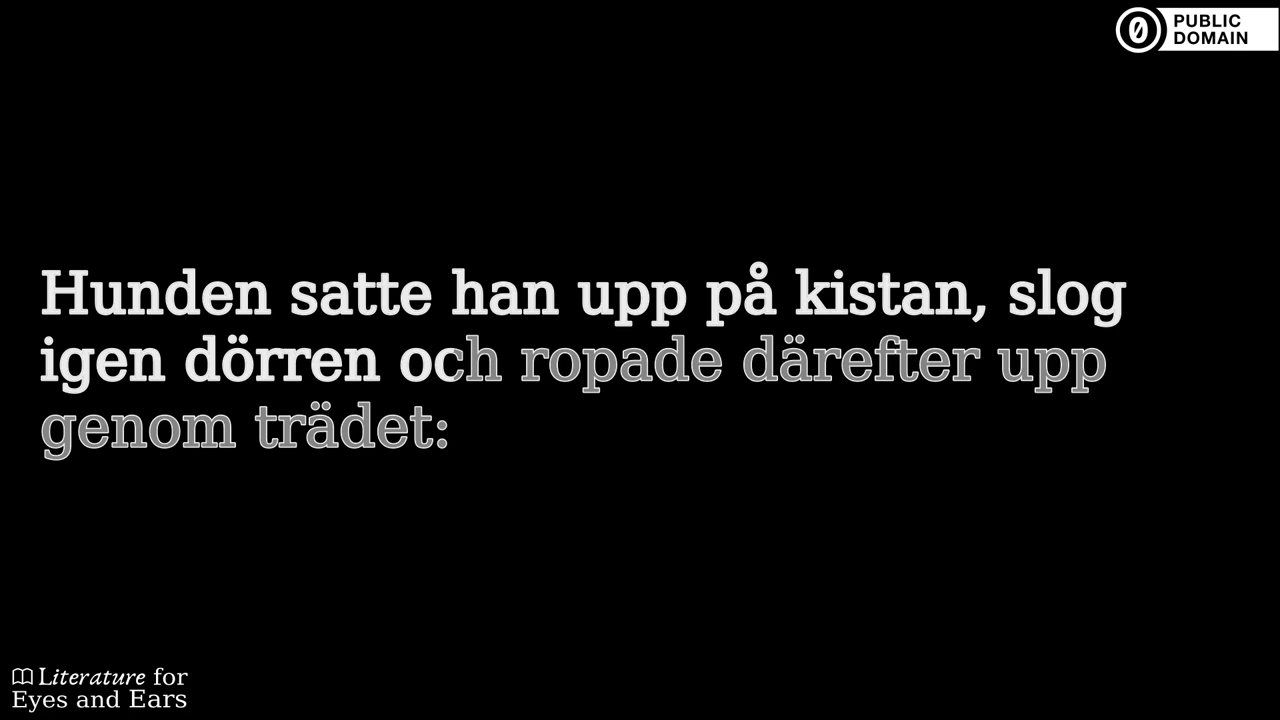 PUBLIC
DOMAIN
Hunden satte han upp på kistan, slog
igen dörren och ropade därefter upp
genom trädet:
Literature for
Eyes and Ears